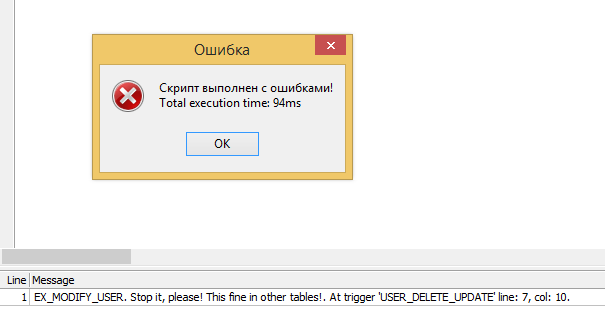 Ошибка
Скрипт выполнен с ошибками!
Total execution time: 94ms
OK
Line Message
1 EX_MODIFY_USER. Stop it, please! This fine in other tables!. At trigger 'USER_DELETE_UPDATE' line: 7, col: 10.